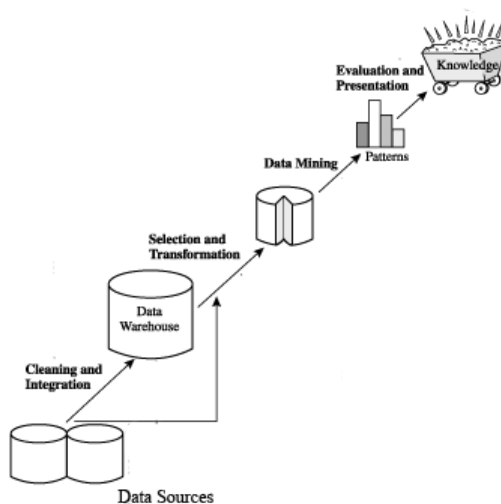 Knowledge
Evaluation and
Presentation
Patterns
Data Mining
Selection and
Transformation
Data
Warehouse
Cleaning and
Integration
Data Sources